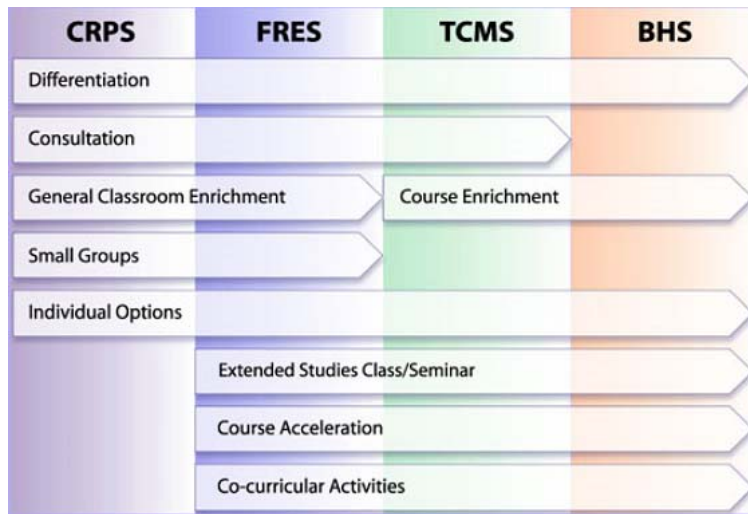 CRPS FRES TCMS BHS
Differentiation
Consultation
General Classroom Enrichment Course Enrichment
Small Groups
Individual Options
Extended Studies Class/Seminar
Course Acceleration
Co-curricular Activities